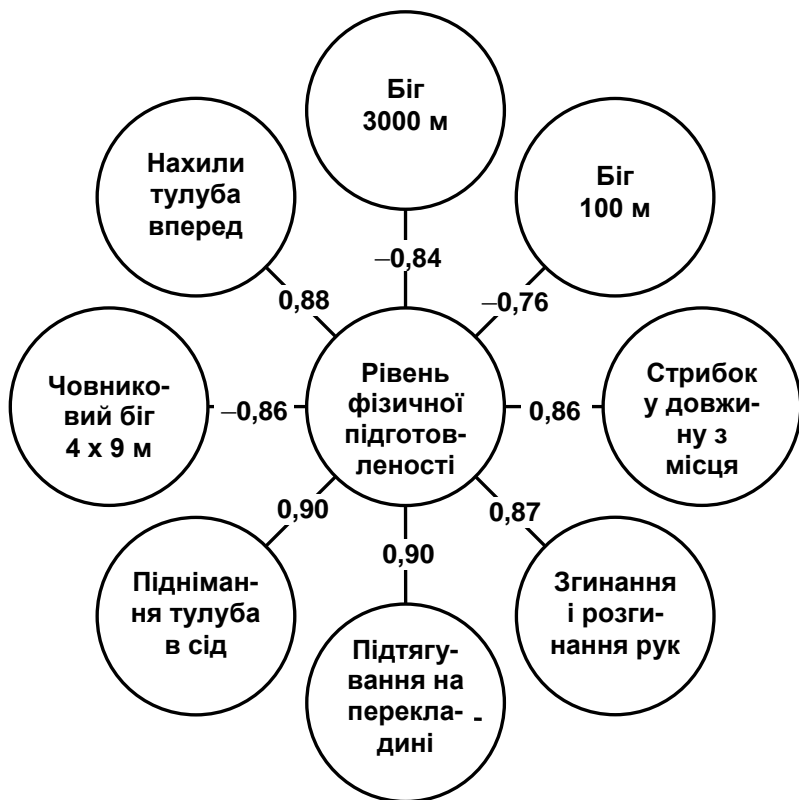 Біг
3000 м
Нахили
тулуба
вперед
Біг
100 м
–0,84
0,88
–0,76
Човнико-
вий біг
4 х 9 м
–0,86
Рівень
фізичної
підготов-
леності
0,86
Стрибок
у довжи-
ну з
місця
0,90
0,90
0,87
Підніман-
ня тулуба
в сід
Підтягу-
вання на
перекла- -
дині
Згинання
і розги-
нання рук